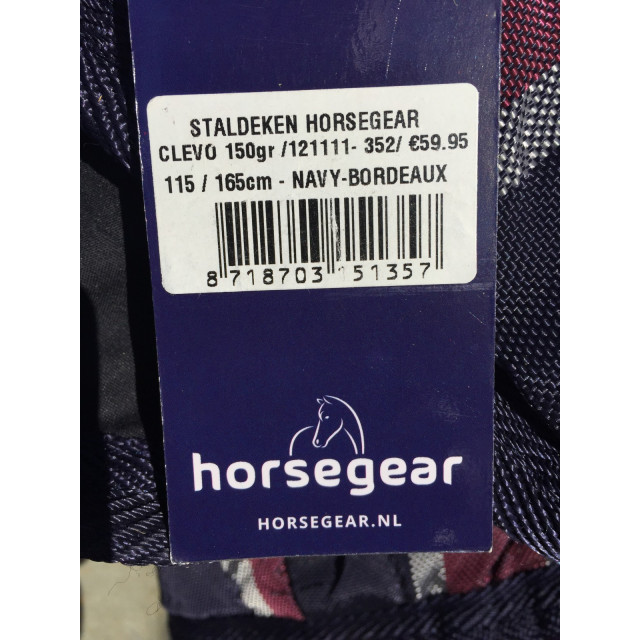 STALDEKEN HORSEGEAR
CLEVO 150gr /121111- 352/ €59.95
115 / 165cm - NAVY-BORDEAUX
8 718703 151357
horsegear
HORSEGEAR.NL